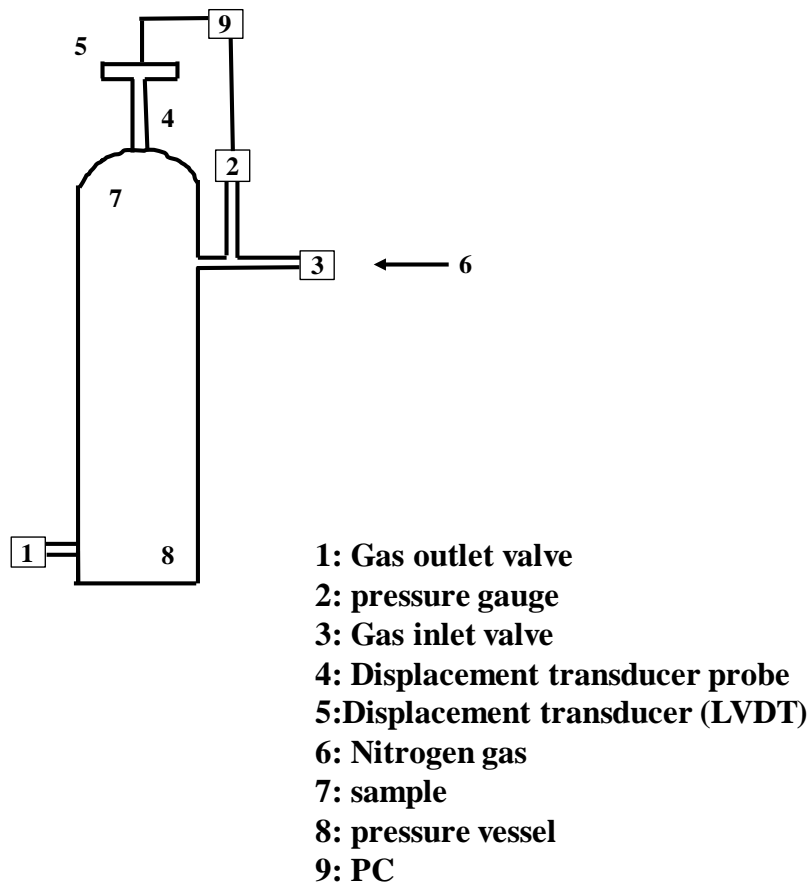 9
5
4
2
7
3
6
1
8
1: Gas outlet valve
2: pressure gauge
3: Gas inlet valve
4: Displacement transducer probe
5:Displacement transducer (LVDT)
6: Nitrogen gas
7: sample
8: pressure vessel
9: PC